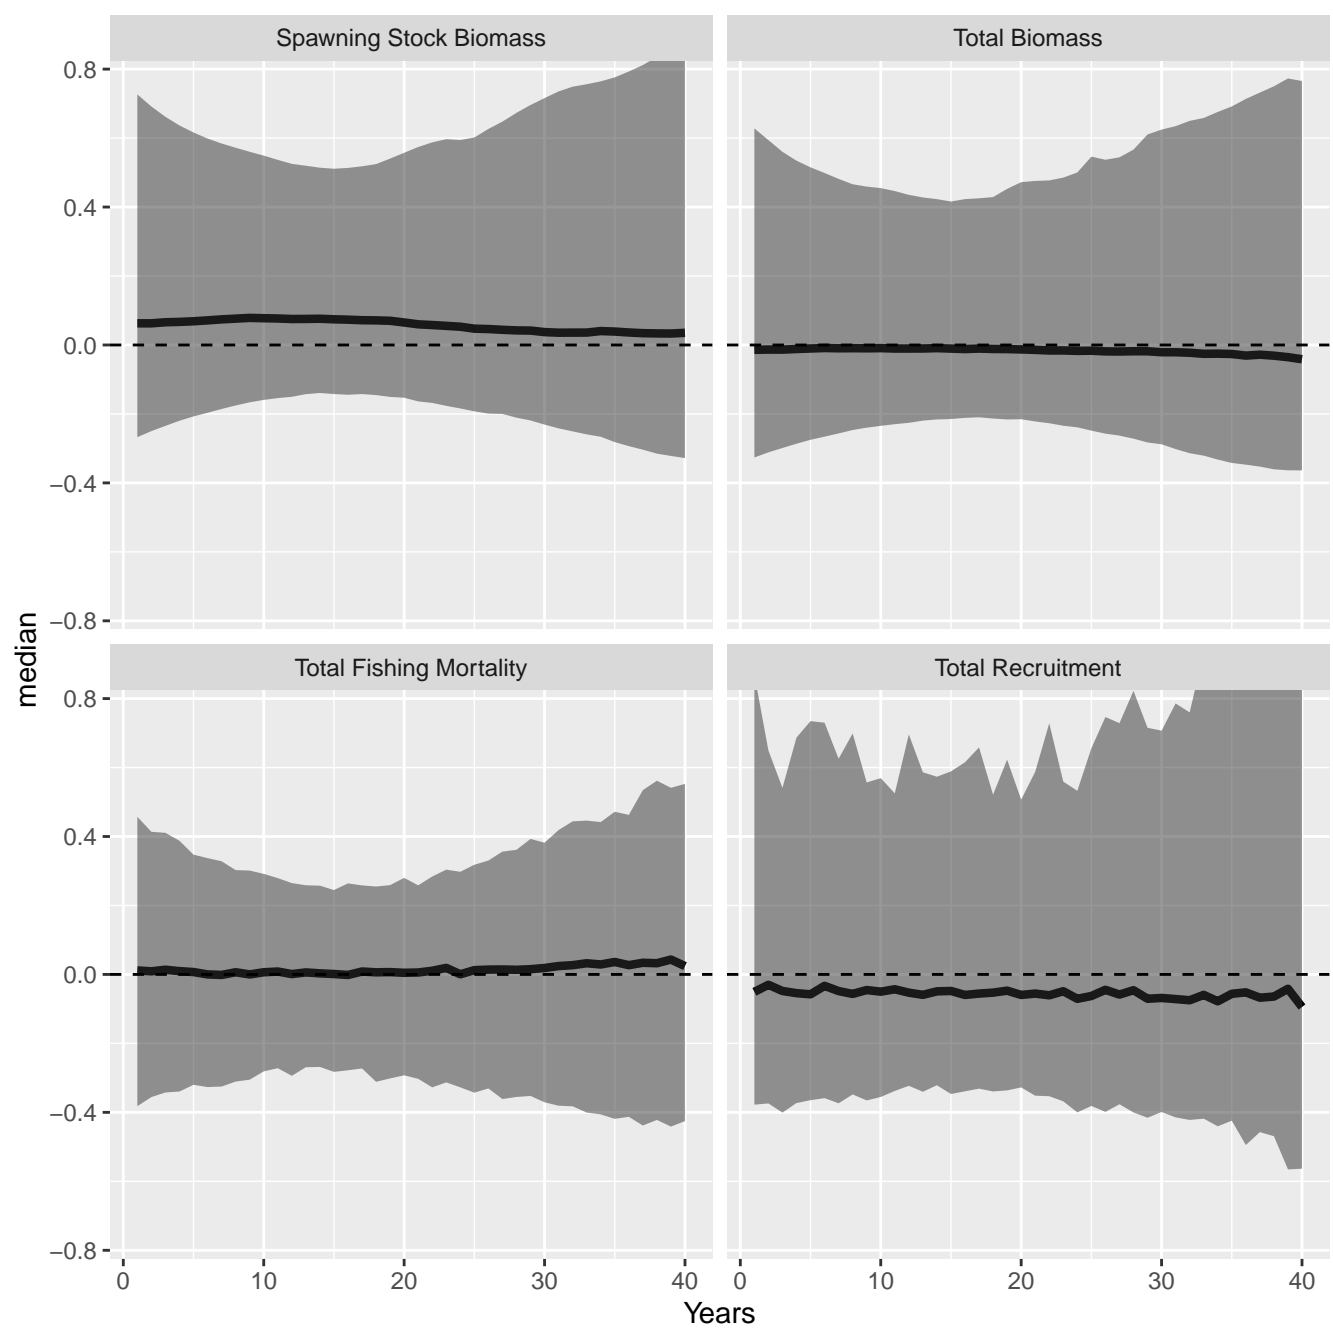 Spawning Stock Biomass
Total Biomass
0.8
0.4
0.0
−0.4
−0.8
median
Total Fishing Mortality
Total Recruitment
0.8
0.4
0.0
−0.4
−0.8
0 10 20 30 40
0 10 20 30 40
Years